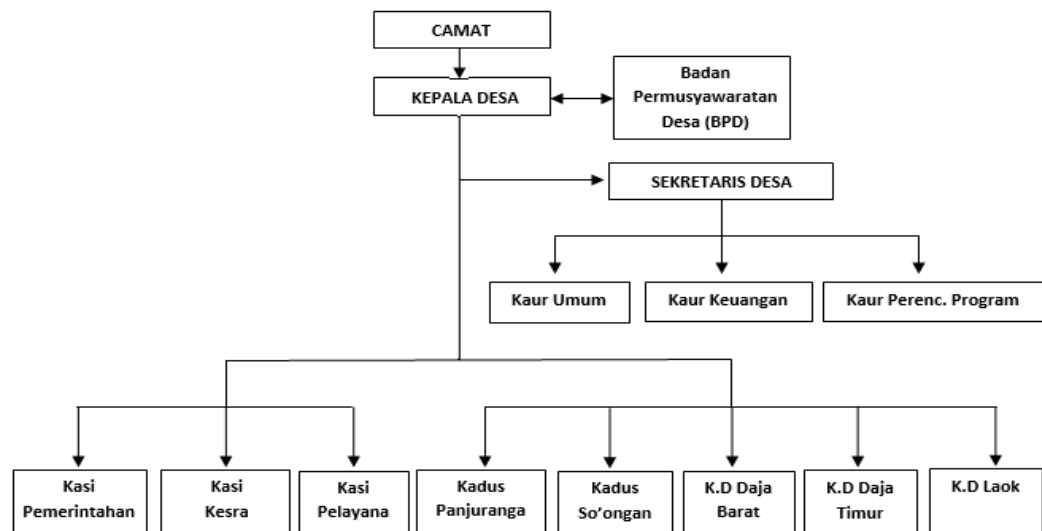 CAMAT
KEPALA DESA
Badan
Permusyawaratan
Desa (BPD)
SEKRETARIS DESA
Kaur Umum
Kaur Keuangan
Kaur Perenc. Program
Kasi
Pemerintahan
Kasi
Kesra
Kasi
Pelayana
Kadus
Panjuranga
Kadus
So'ongan
K.D Daja
Barat
K.D Daja
Timur
K.D Laok